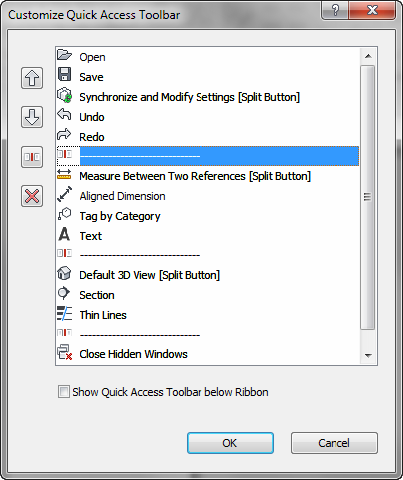 Customize Quick Access Toolbar
Open
Save
Synchronize and Modify Settings [Split Button]
Undo
Redo
------------------------------
Measure Between Two References [Split Button]
Aligned Dimension
Tag by Category
Text
------------------------------
Default 3D View [Split Button]
Section
Thin Lines
------------------------------
Close Hidden Windows
Show Quick Access Toolbar below Ribbon
OK Cancel